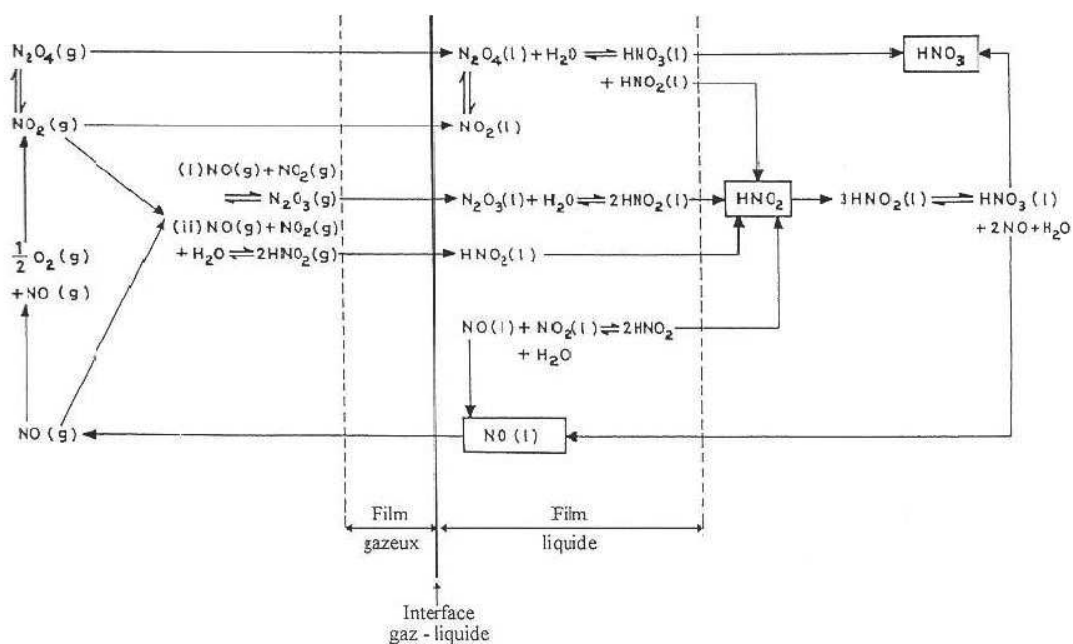 N₂O₄(g)
N₂O₄(l) + H₂O ⇌ HNO₃(l)
HNO₃
+ HNO₂(l)
NO₂(g)
NO₂(l)
(i) NO(g) + NO₂(g)
⇌ N₂O₃(g)
N₂O₃(l) + H₂O ⇌ 2HNO₂(l)
HNO₂
3HNO₂(l) ⇌ HNO₃(l)
+ 2NO + H₂O
(ii) NO(g) + NO₂(g)
+ H₂O ⇌ 2HNO₂(g)
HNO₂(l)
1/2 O₂(g)
+ NO (g)
NO(l) + NO₂(l) ⇌ 2HNO₂
+ H₂O
NO (g)
NO (l)
Film
gazeux
Film
liquide
Interface
gaz - liquide